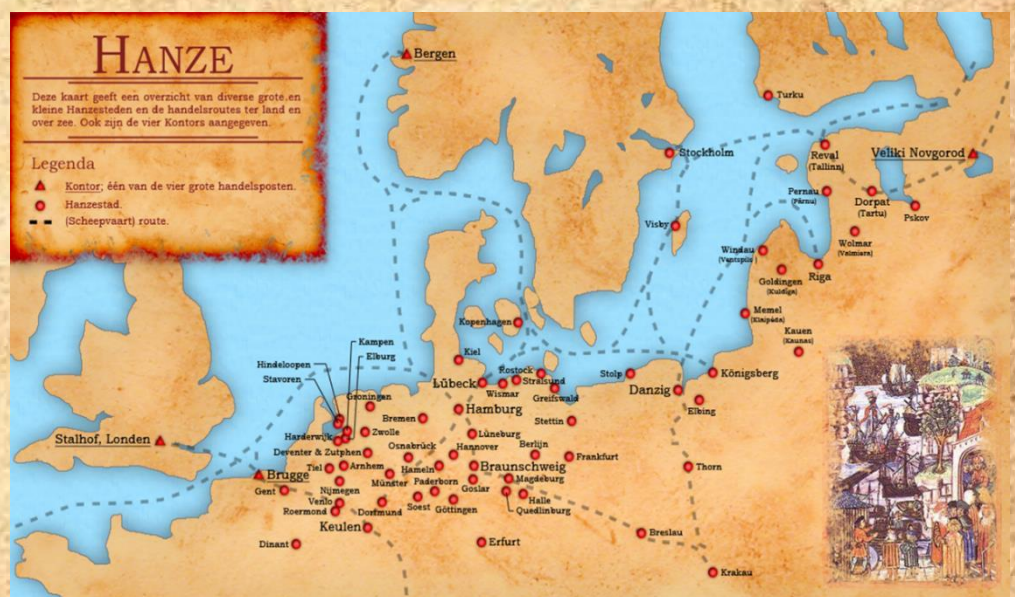 HANZE
Deze kaart geeft een overzicht van diverse grote en
kleine Hanzesteden en de handelsroutes ter land en
over zee. Ook zijn de vier Kontors aangegeven.
Legenda
Kontor; één van de vier grote handelsposten.
Hanzestad.
(Scheepvaart) route.
Bergen
Turku
Stockholm
Reval
(Tallinn)
Veliki Novgorod
Pernau
(Pärnu)
Dorpat
(Tartu)
Pskov
Visby
Wolmar
(Valmiera)
Windau
(Ventspils)
Riga
Goldingen
(Kuldīga)
Memel
(Klaipėda)
Kopenhagen
Kauen
(Kaunas)
Kampen
Elburg
Hindeloopen
Stavoren
Kiel
Rostock
Stolp
Königsberg
Lübeck
Stralsund
Wismar
Danzig
Greifswald
Groningen
Elbing
Hamburg
Bremen
Stettin
Stalhof, Londen
Harderwijk
Zwolle
Lüneburg
Deventer & Zutphen
Osnabrück
Hannover
Berlijn
Frankfurt
Tiel
Arnhem
Hameln
Braunschweig
Thorn
Brugge
Münster
Paderborn
Magdeburg
Gent
Nijmegen
Goslar
Venlo
Halle
Roermond
Dortmund
Soest
Göttingen
Quedlinburg
Keulen
Breslau
Dinant
Erfurt
Krakau